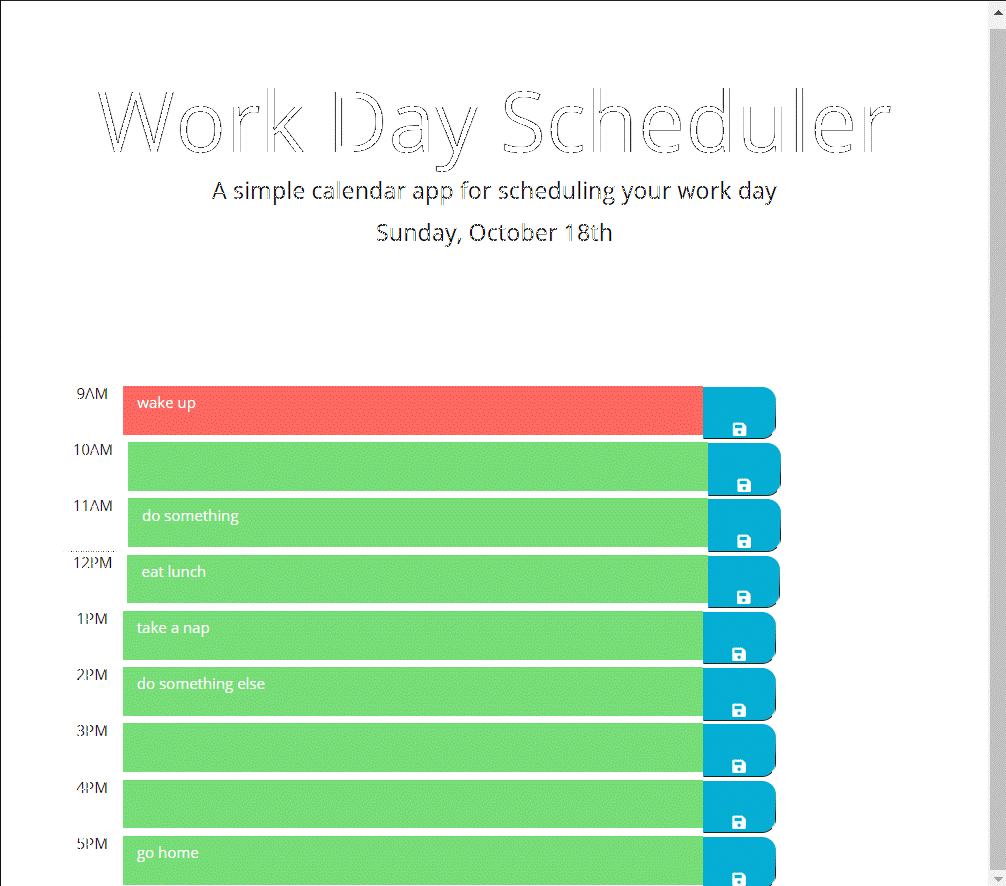 Work Day Scheduler
A simple calendar app for scheduling your work day
Sunday, October 18th
9AM wake up
10AM
11AM do something
12PM eat lunch
1PM take a nap
2PM do something else
3PM
4PM
5PM go home